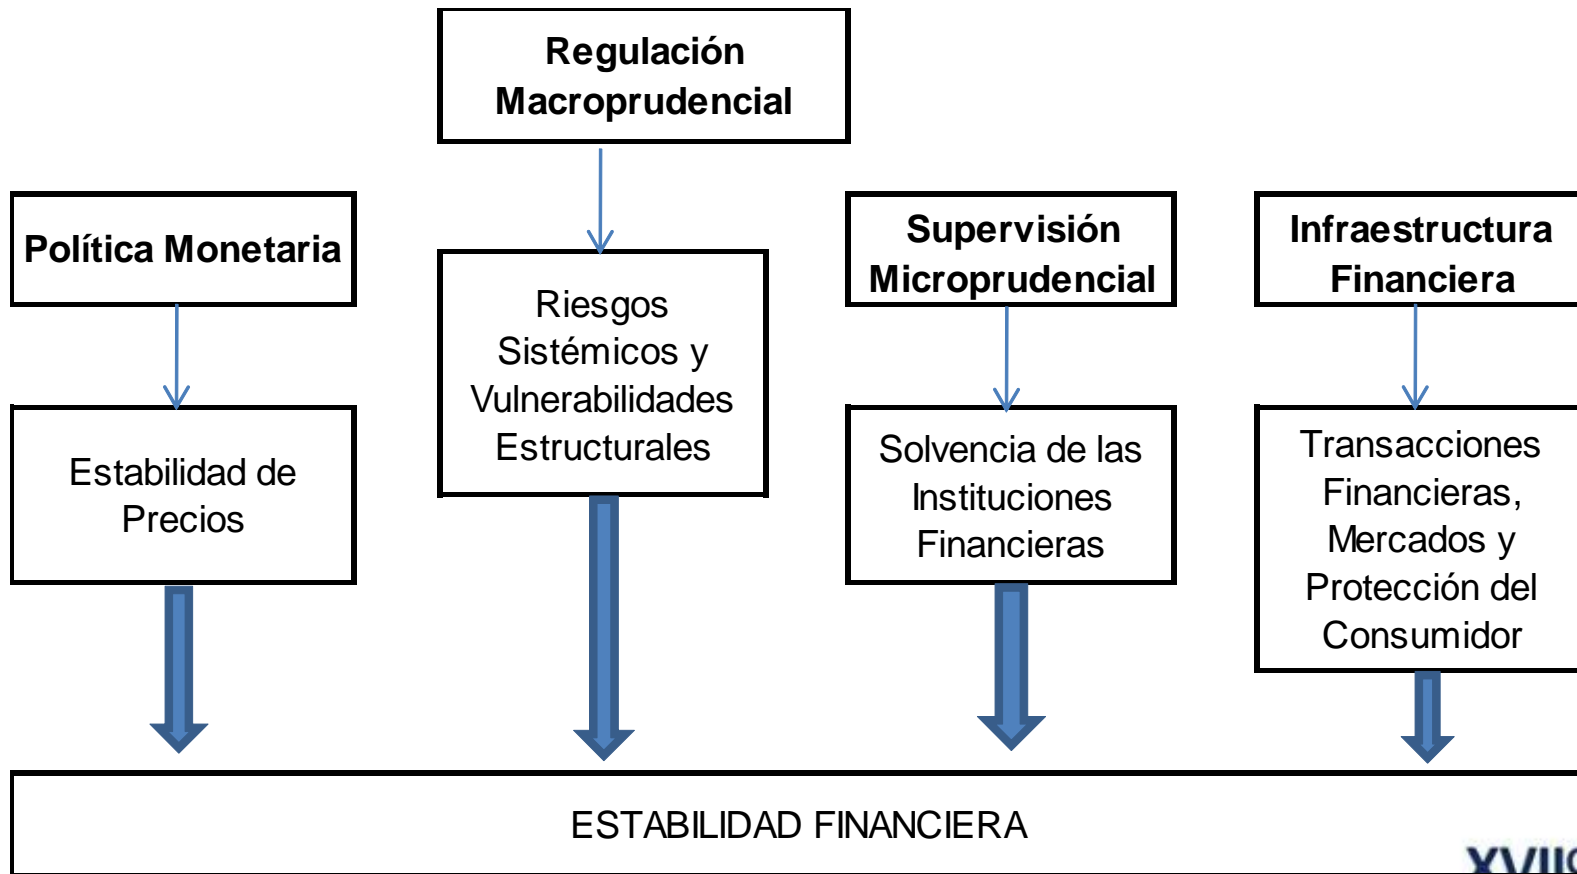 Regulación
Macroprudencial
Política Monetaria
Supervisión
Microprudencial
Infraestructura
Financiera
Riesgos
Sistémicos y
Vulnerabilidades
Estructurales
Estabilidad de
Precios
Solvencia de las
Instituciones
Financieras
Transacciones
Financieras,
Mercados y
Protección del
Consumidor
ESTABILIDAD FINANCIERA